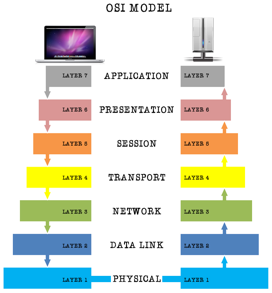 OSI MODEL
LAYER 7 APPLICATION LAYER 7
LAYER 6 PRESENTATION LAYER 6
LAYER 5 SESSION LAYER 5
LAYER 4 TRANSPORT LAYER 4
LAYER 3 NETWORK LAYER 3
LAYER 2 DATA LINK LAYER 2
LAYER 1 PHYSICAL LAYER 1